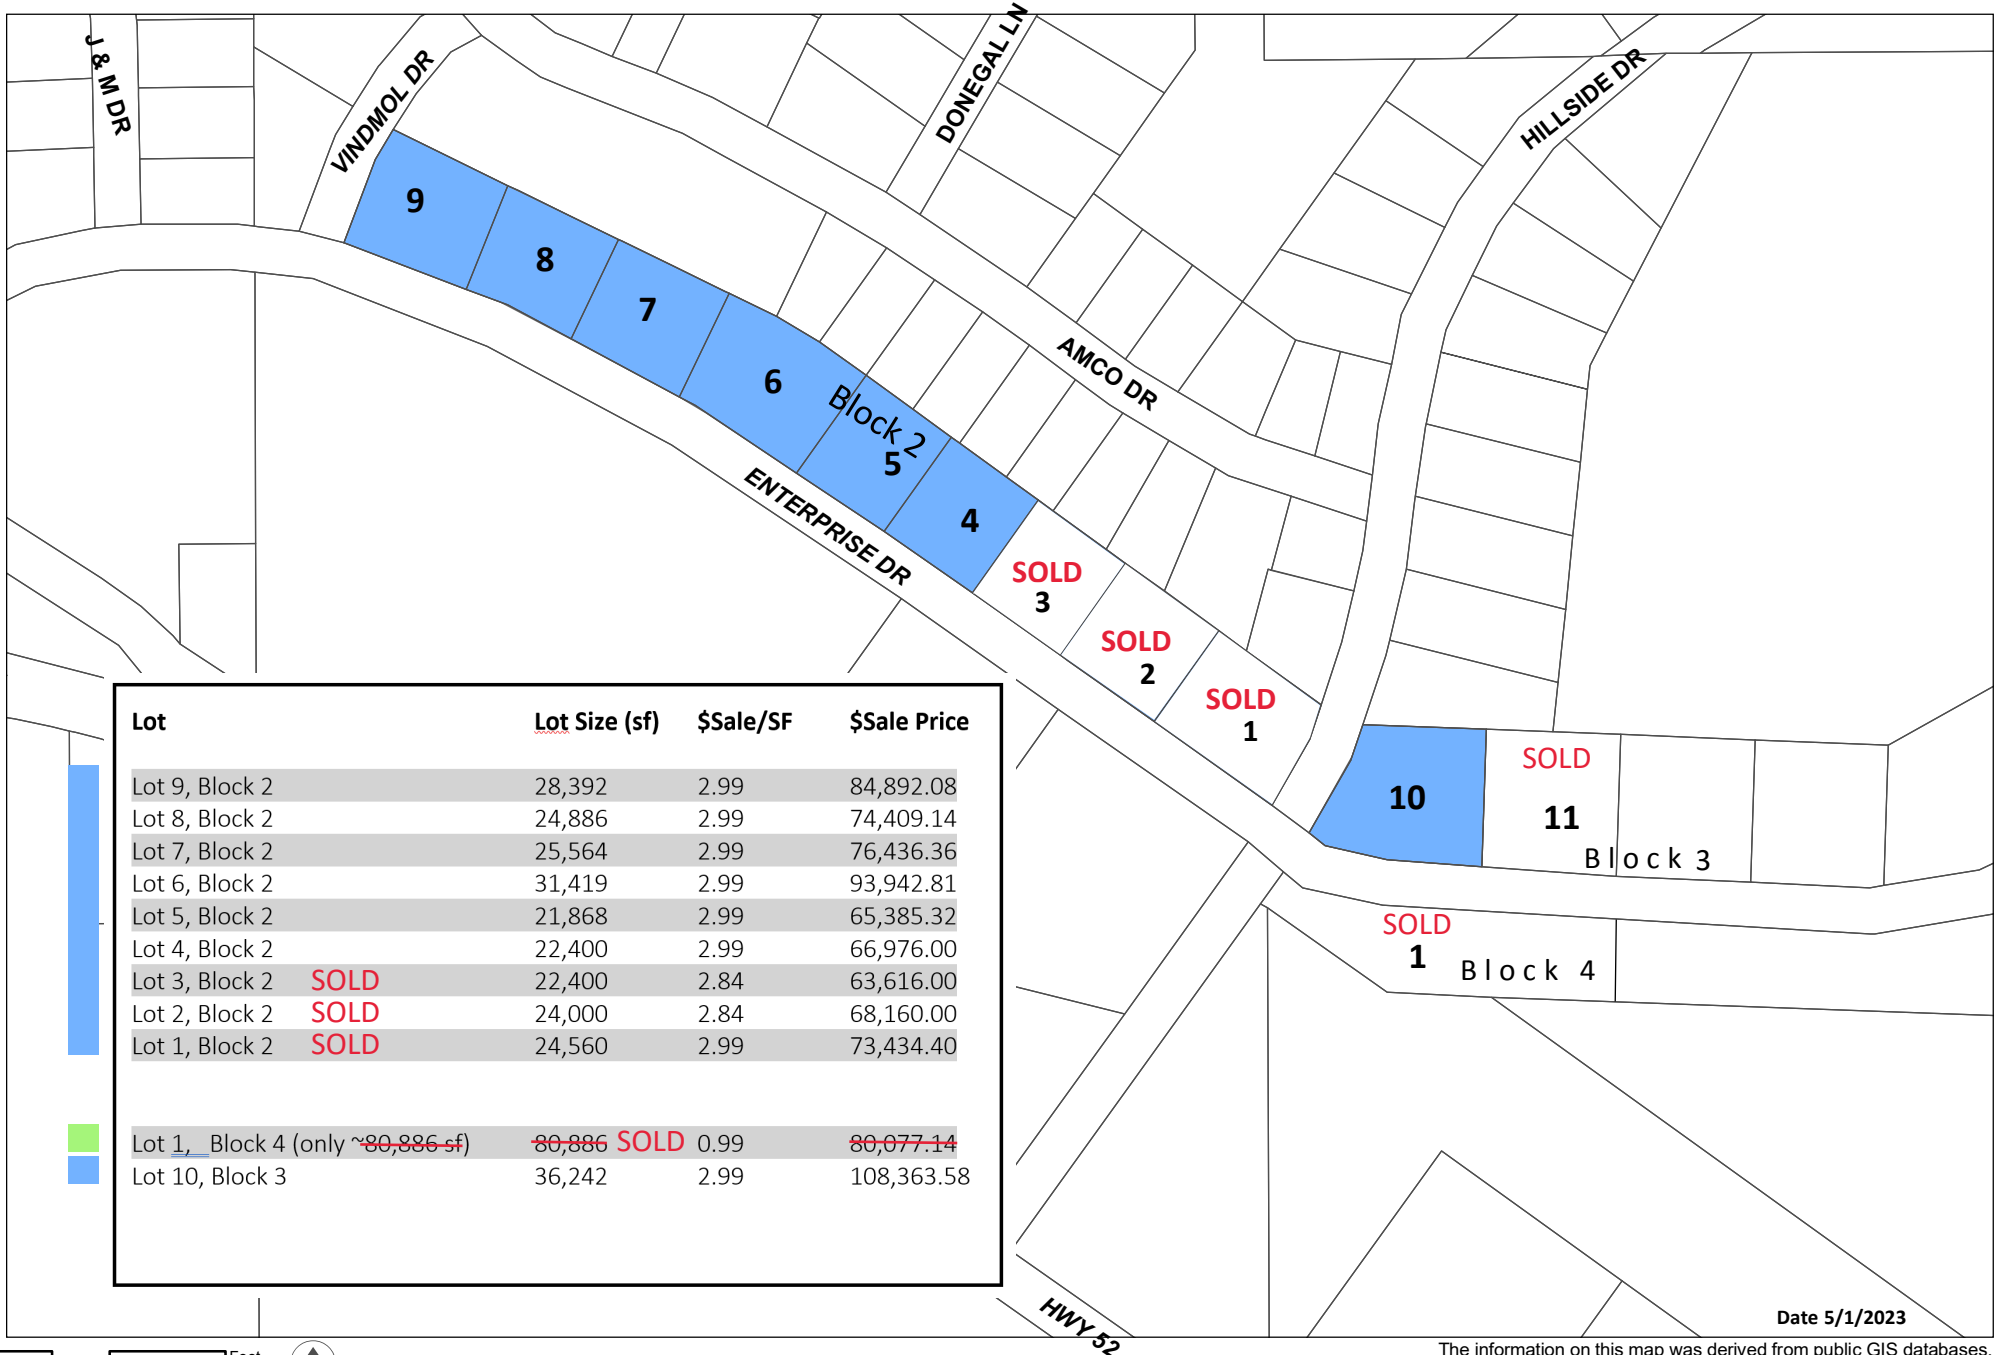 J & M DR
VINDMOL DR
DONEGAL LN
HILLSIDE DR
9
8
7
6
Block 2
5
4
AMCO DR
ENTERPRISE DR
SOLD
3
SOLD
2
SOLD
1
10
SOLD
11
Block 3
SOLD
1
Block 4
Lot Lot Size (sf) $Sale/SF $Sale Price
Lot 9, Block 2 28,392 2.99 84,892.08
Lot 8, Block 2 24,886 2.99 74,409.14
Lot 7, Block 2 25,564 2.99 76,436.36
Lot 6, Block 2 31,419 2.99 93,942.81
Lot 5, Block 2 21,868 2.99 65,385.32
Lot 4, Block 2 22,400 2.99 66,976.00
Lot 3, Block 2 SOLD 22,400 2.84 63,616.00
Lot 2, Block 2 SOLD 24,000 2.84 68,160.00
Lot 1, Block 2 SOLD 24,560 2.99 73,434.40
Lot 1, Block 4 (only ~80,886 sf) 80,886 SOLD 0.99 80,077.14
Lot 10, Block 3 36,242 2.99 108,363.58
HWY 52
Date 5/1/2023
The information on this map was derived from public GIS databases.